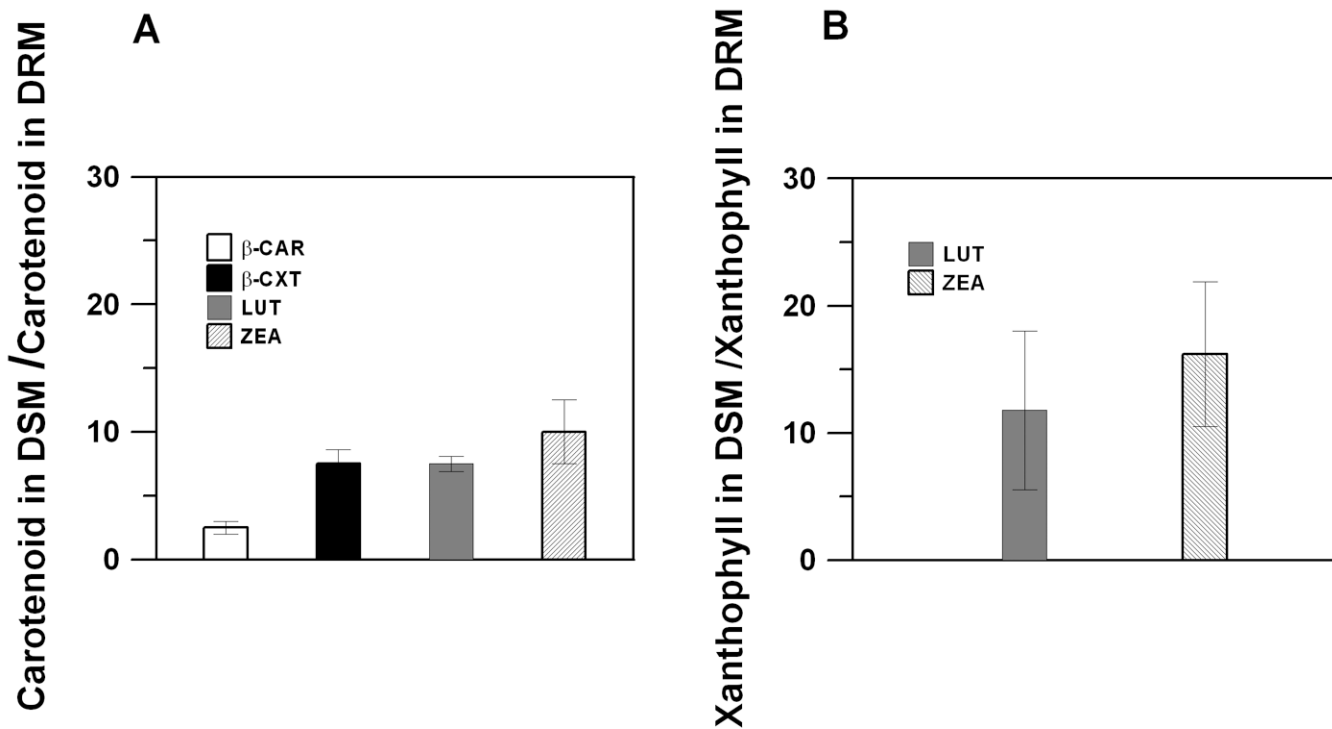 A
Carotenoid in DSM /Carotenoid in DRM
30
20
10
0
β-CAR
β-CXT
LUT
ZEA
B
Xanthophyll in DSM /Xanthophyll in DRM
30
20
10
0
LUT
ZEA